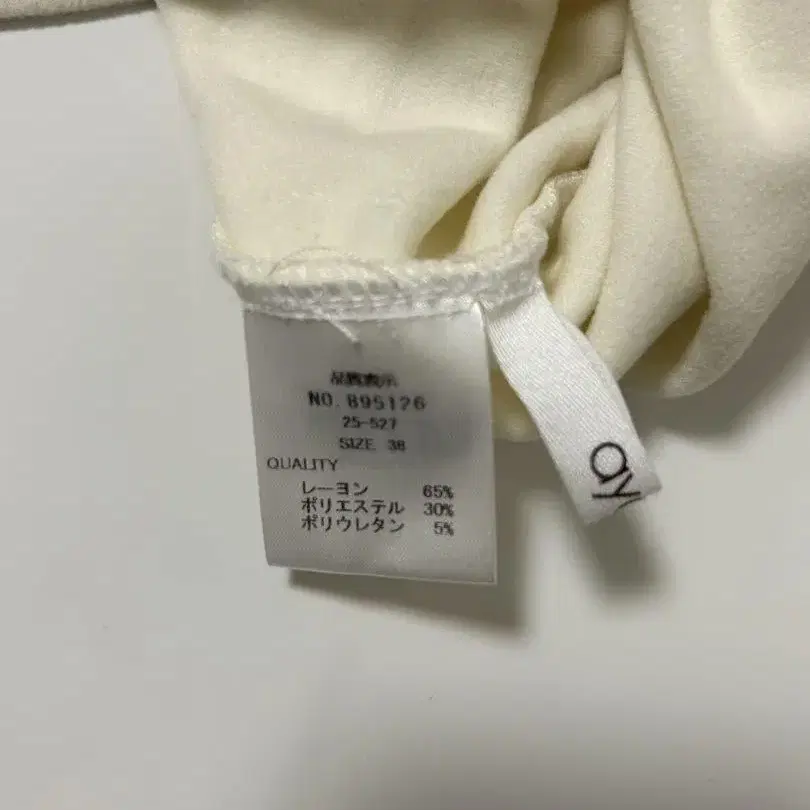 品質表示
NO. 895126
25-527
SIZE 38
QUALITY
レーヨン 65%
ポリエステル 30%
ポリウレタン 5%
ay